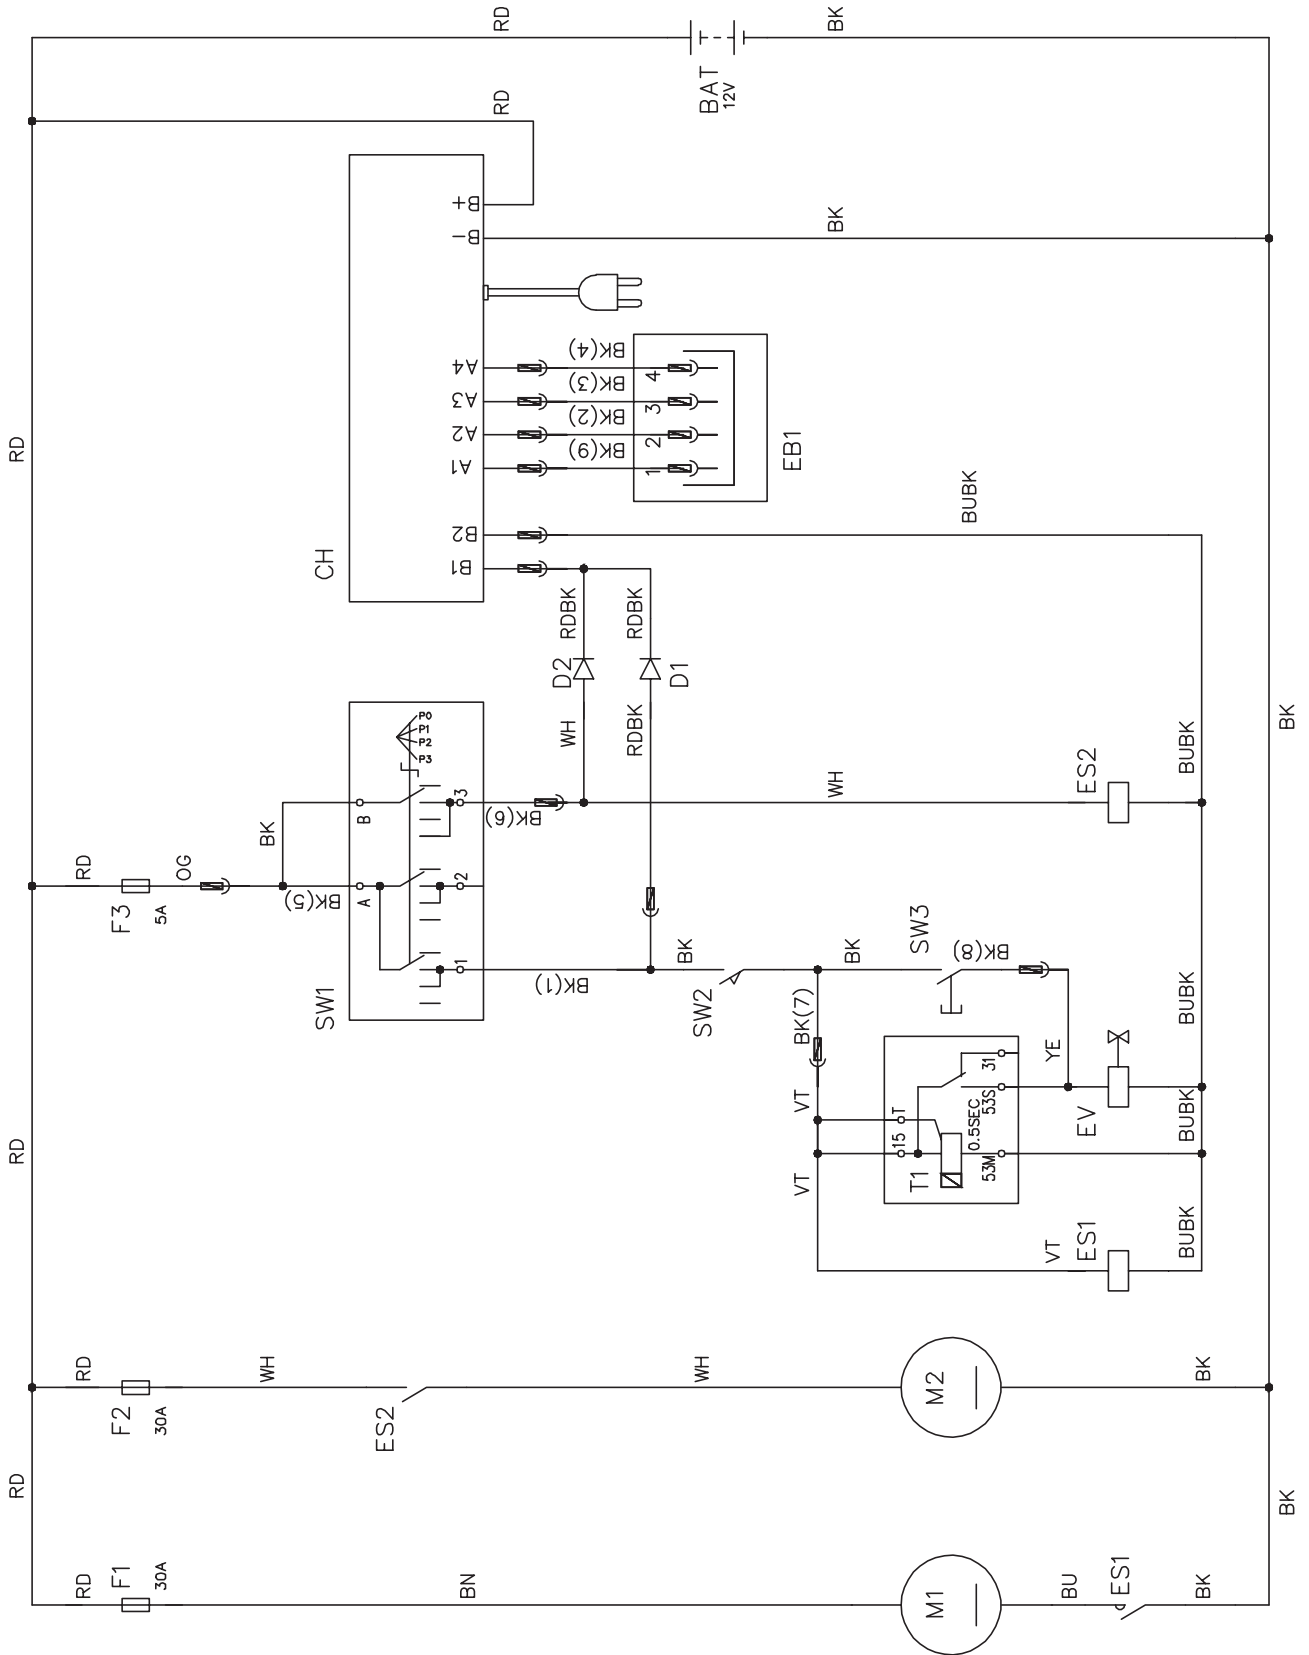 RD
BK
BAT
12V
RD
B+
B-
BK
A4
A3
A2
A1
B2
B1
BK(4)
BK(3)
BK(2)
BK(9)
4
3
2
1
EB1
RD
CH
BUBK
RDBK
RDBK
D2
D1
WH
RDBK
P0
P1
P2
P3
BK
B
3
BK(6)
WH
ES2
BUBK
BK
RD
F3
5A
OG
BK(5)
A
2
SW1
1
BK(1)
BK
SW2
BK
SW3
BK(8)
BUBK
BK(7)
VT
T
31
YE
15
0.5SEC
53S
EV
BUBK
RD
VT
T1
53M
VT
ES1
BUBK
RD
F2
30A
WH
ES2
WH
M2
BK
RD
BK
RD
F1
30A
BN
M1
BU
ES1
BK